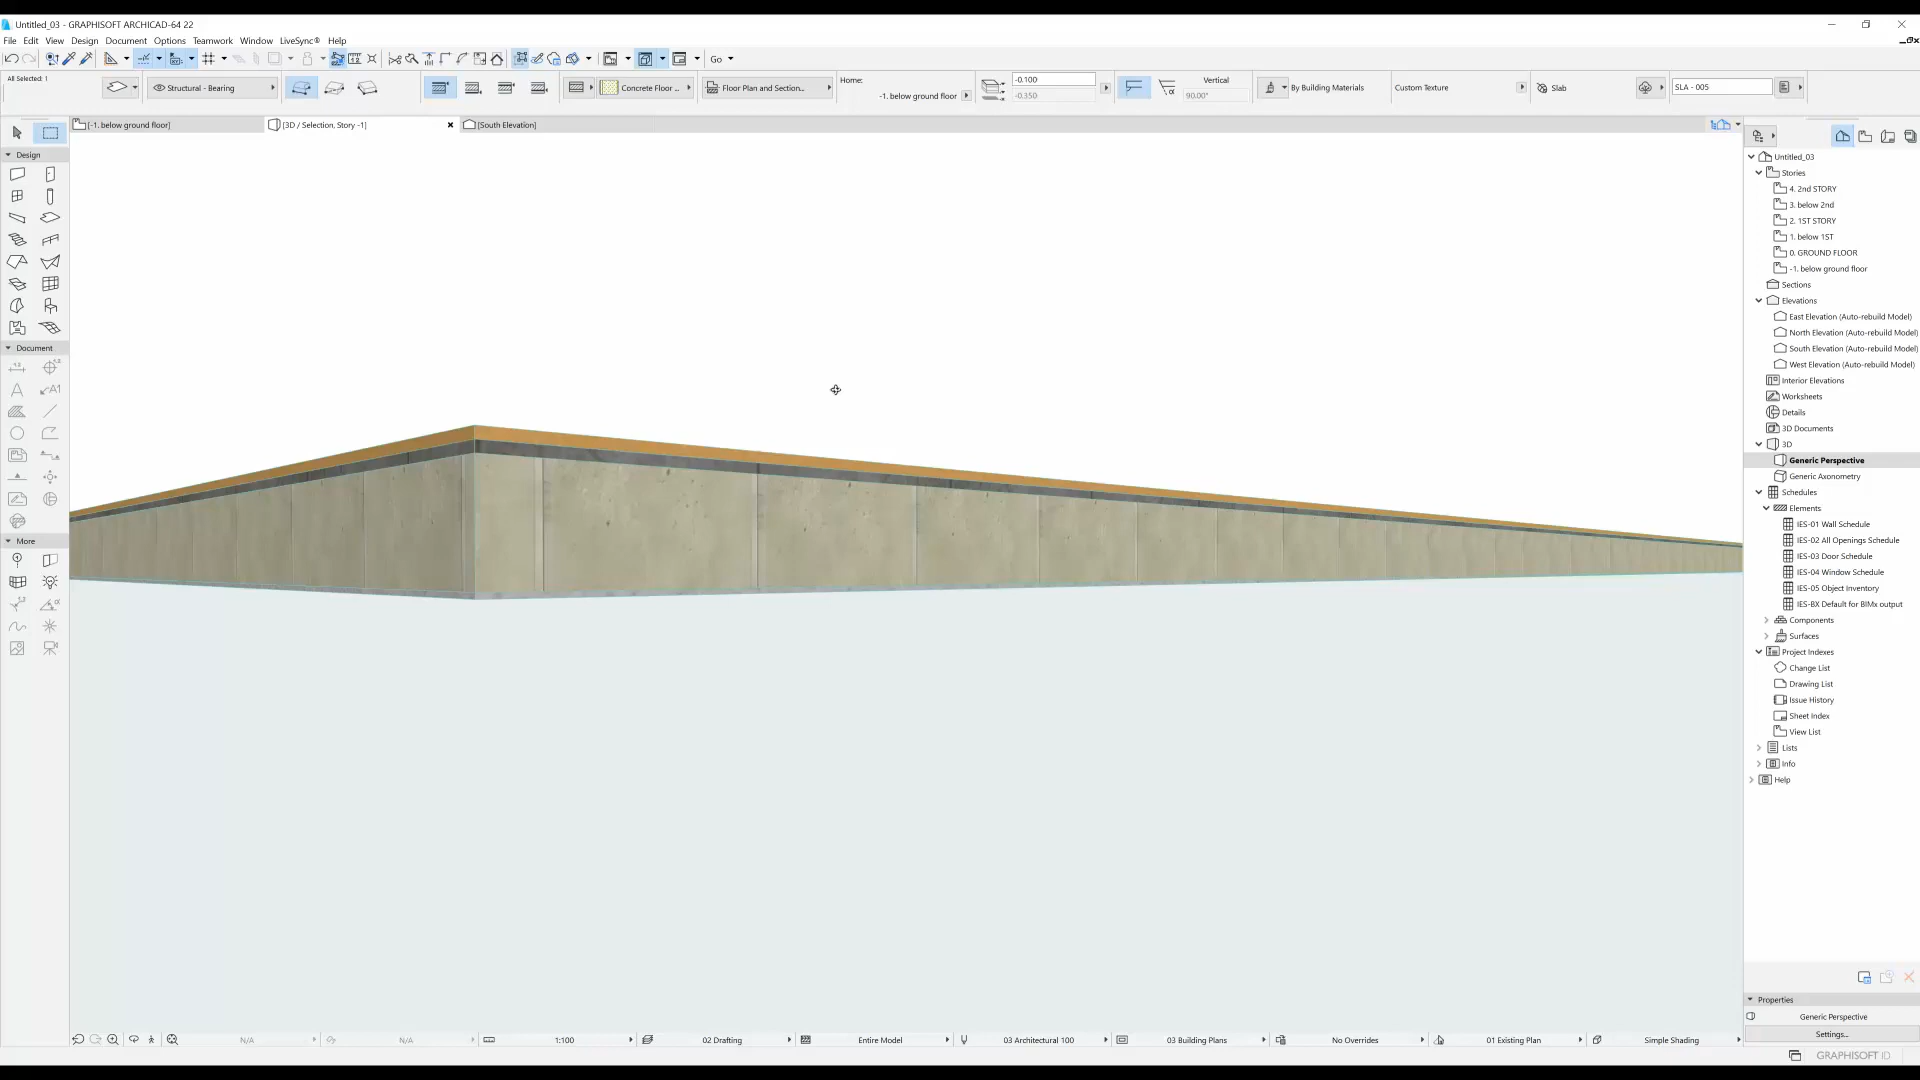 Untitled_03 - GRAPHISOFT ARCHICAD-64 22
File Edit View Design Document Options Teamwork Window LiveSync® Help
Go
All Selected: 1
Structural - Bearing
Concrete Floor ...
Floor Plan and Section...
Home:
-1. below ground floor
-0.100
-0.350
Vertical
90.00°
By Building Materials
Custom Texture
Slab
SLA - 005
[-1. below ground floor]
[3D / Selection, Story -1]
[South Elevation]
Design
Document
A
A1
More
Untitled_03
Stories
4. 2nd STORY
3. below 2nd
2. 1ST STORY
1. below 1ST
0. GROUND FLOOR
-1. below ground floor
Sections
Elevations
East Elevation (Auto-rebuild Model)
North Elevation (Auto-rebuild Model)
South Elevation (Auto-rebuild Model)
West Elevation (Auto-rebuild Model)
Interior Elevations
Worksheets
Details
3D Documents
3D
Generic Perspective
Generic Axonometry
Schedules
Elements
IES-01 Wall Schedule
IES-02 All Openings Schedule
IES-03 Door Schedule
IES-04 Window Schedule
IES-05 Object Inventory
IES-BX Default for BIMx output
Components
Surfaces
Project Indexes
Change List
Drawing List
Issue History
Sheet Index
View List
Lists
Info
Help
Properties
Generic Perspective
Settings...
N/A
N/A
1:100
02 Drafting
Entire Model
03 Architectural 100
03 Building Plans
No Overrides
01 Existing Plan
Simple Shading
GRAPHISOFT ID